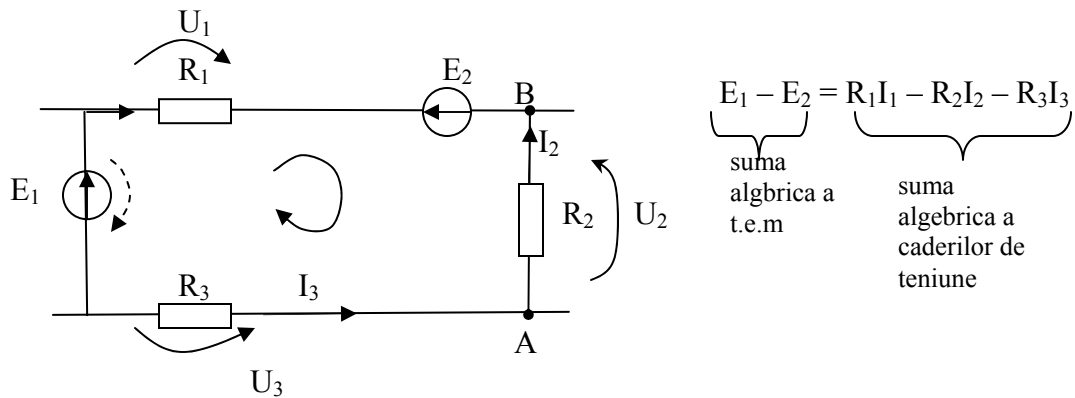 U₁
R₁
E₂
B
I₂
E₁
R₂
U₂
R₃
I₃
A
U₃
E₁ – E₂ = R₁I₁ – R₂I₂ – R₃I₃
suma
algbrica a
t.e.m
suma
algebrica a
caderilor de
teniune